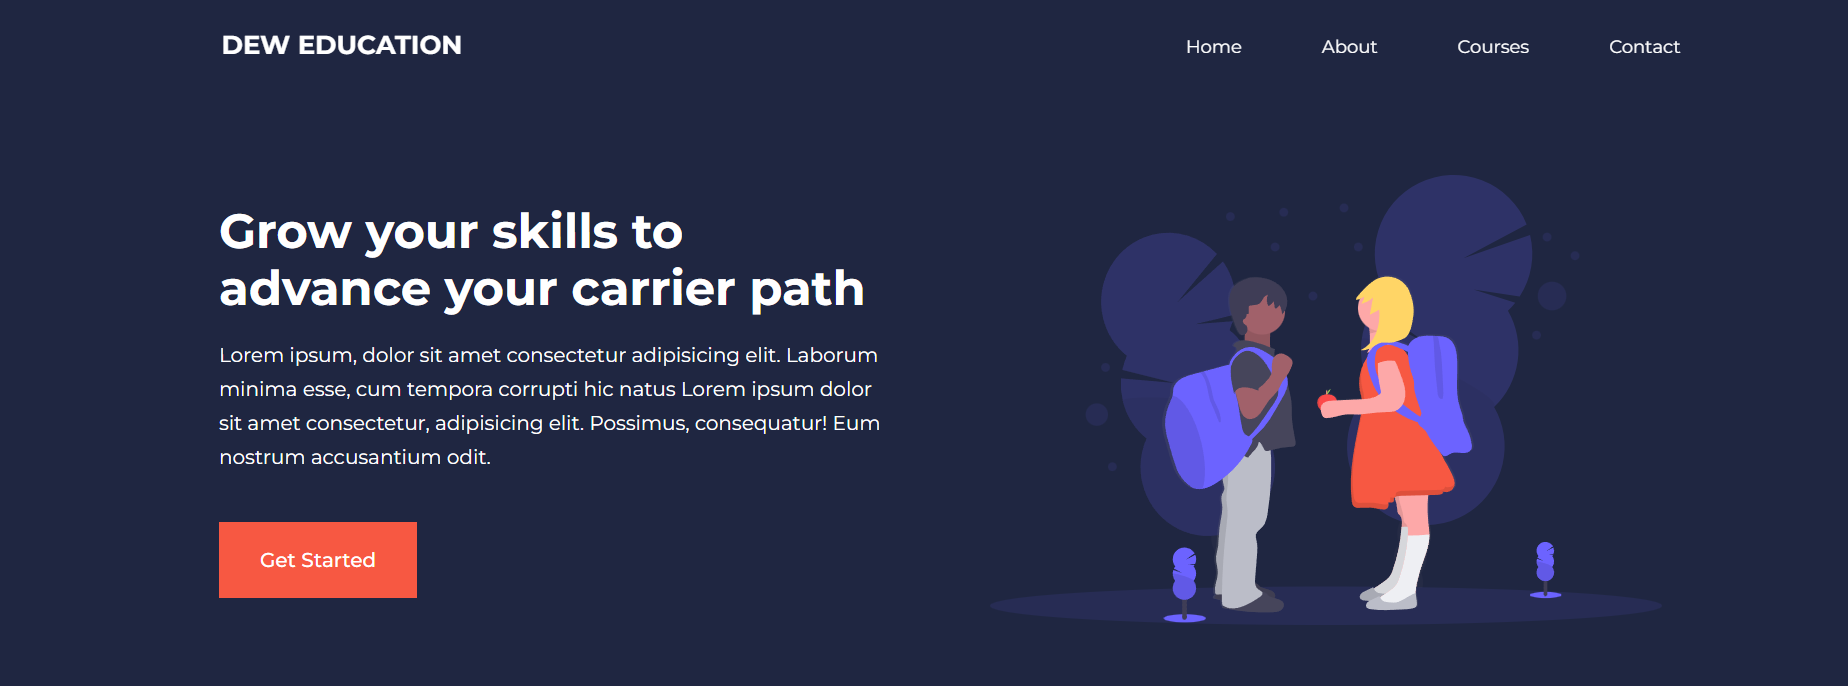 DEW EDUCATION
Home
About
Courses
Contact
Grow your skills to
advance your carrier path
Lorem ipsum, dolor sit amet consectetur adipisicing elit. Laborum
minima esse, cum tempora corrupti hic natus Lorem ipsum dolor
sit amet consectetur, adipisicing elit. Possimus, consequatur! Eum
nostrum accusantium odit.
Get Started